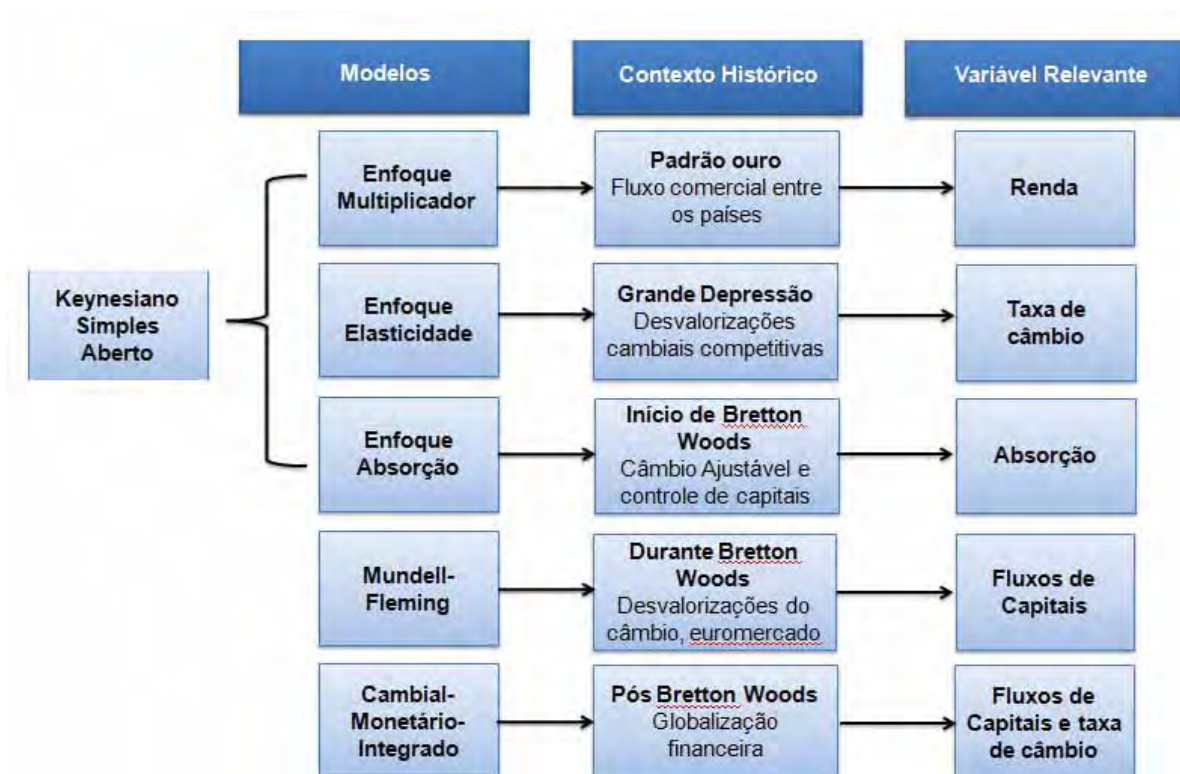 Modelos
Contexto Histórico
Variável Relevante
Keynesiano
Simples
Aberto
Enfoque
Multiplicador
Padrão ouro
Fluxo comercial entre
os países
Renda
Enfoque
Elasticidade
Grande Depressão
Desvalorizações
cambiais competitivas
Taxa de
câmbio
Enfoque
Absorção
Início de Bretton
Woods
Câmbio Ajustável e
controle de capitais
Absorção
Mundell-
Fleming
Durante Bretton
Woods
Desvalorizações do
câmbio, euromercado
Fluxos de
Capitais
Cambial-
Monetário-
Integrado
Pós Bretton Woods
Globalização
financeira
Fluxos de
Capitais e taxa
de câmbio